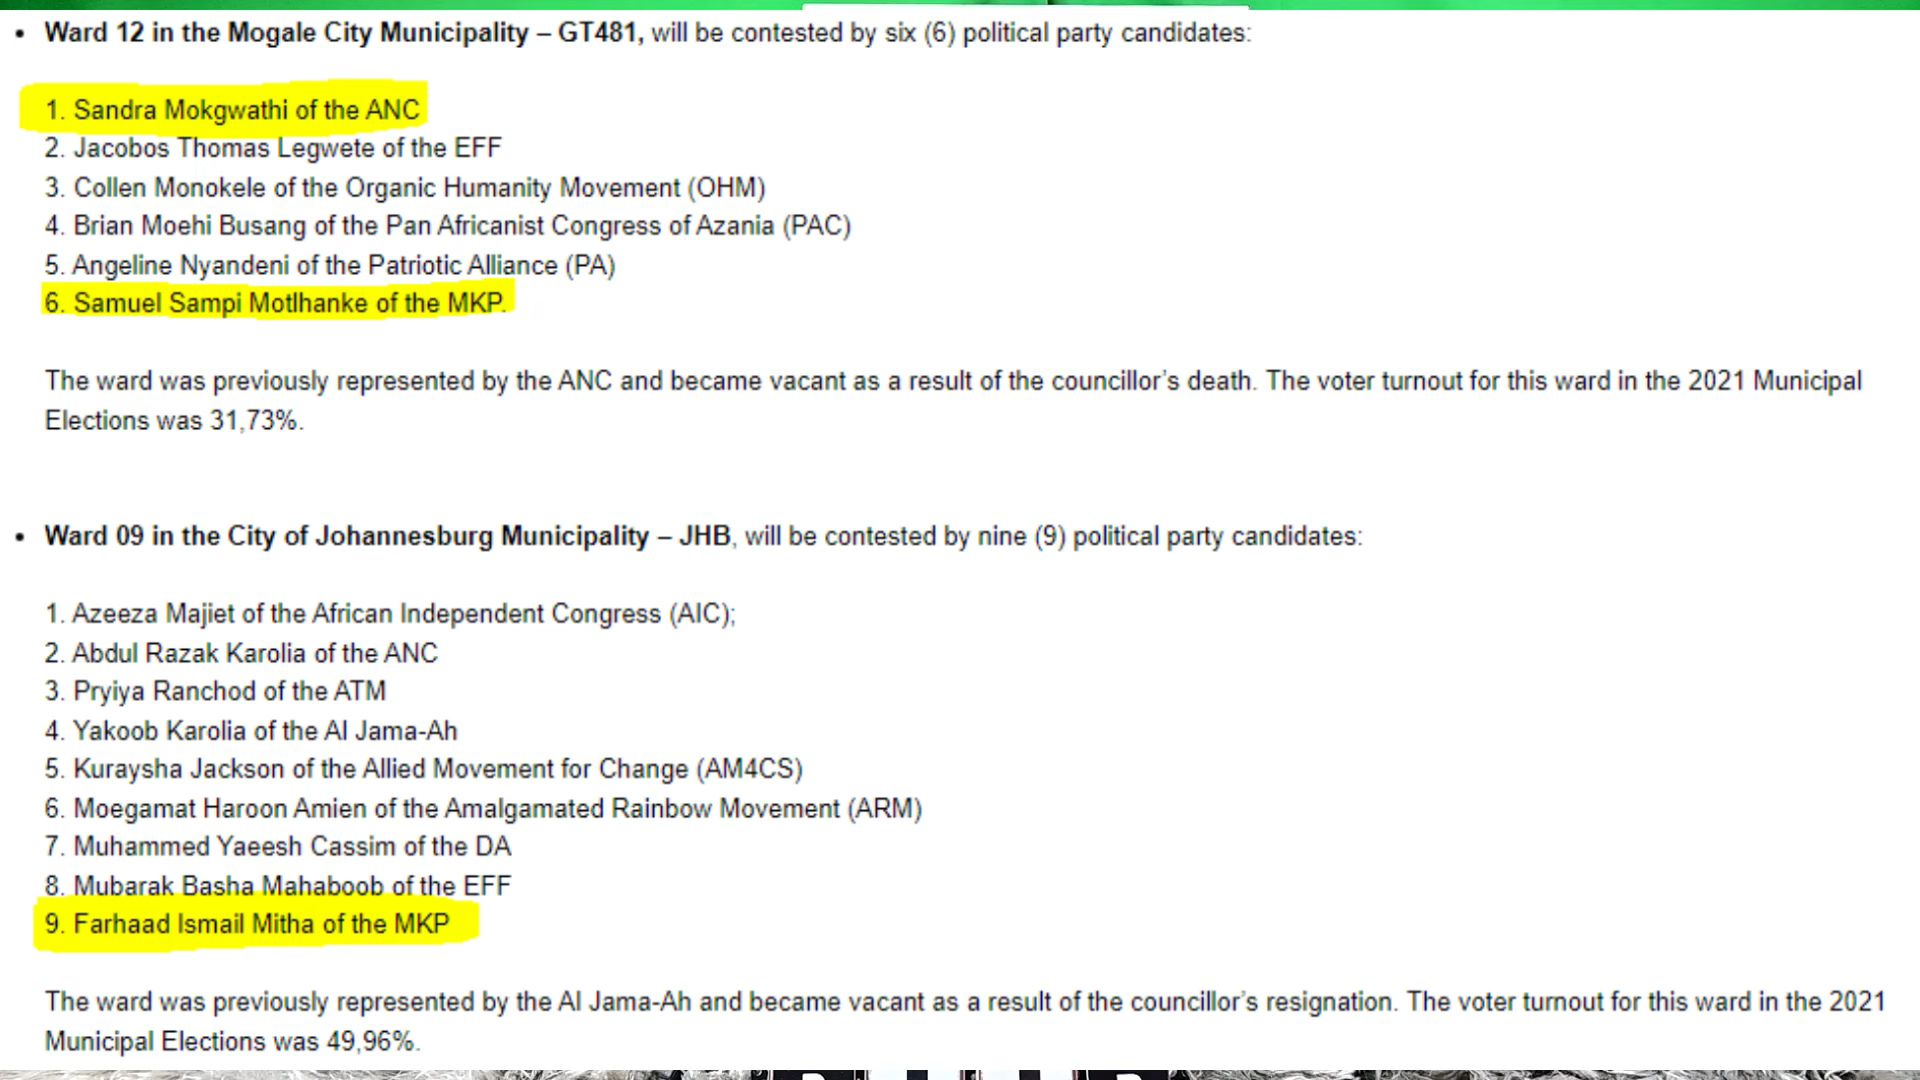 • Ward 12 in the Mogale City Municipality – GT481, will be contested by six (6) political party candidates:
1. Sandra Mokgwathi of the ANC
2. Jacobos Thomas Legwete of the EFF
3. Collen Monokele of the Organic Humanity Movement (OHM)
4. Brian Moehi Busang of the Pan Africanist Congress of Azania (PAC)
5. Angeline Nyandeni of the Patriotic Alliance (PA)
6. Samuel Sampi Motlhanke of the MKP.
The ward was previously represented by the ANC and became vacant as a result of the councillor’s death. The voter turnout for this ward in the 2021 Municipal
Elections was 31,73%.
• Ward 09 in the City of Johannesburg Municipality – JHB, will be contested by nine (9) political party candidates:
1. Azeeza Majiet of the African Independent Congress (AIC);
2. Abdul Razak Karolia of the ANC
3. Pryiya Ranchod of the ATM
4. Yakoob Karolia of the Al Jama-Ah
5. Kuraysha Jackson of the Allied Movement for Change (AM4CS)
6. Moegamat Haroon Amien of the Amalgamated Rainbow Movement (ARM)
7. Muhammed Yaeesh Cassim of the DA
8. Mubarak Basha Mahaboob of the EFF
9. Farhaad Ismail Mitha of the MKP
The ward was previously represented by the Al Jama-Ah and became vacant as a result of the councillor’s resignation. The voter turnout for this ward in the 2021
Municipal Elections was 49,96%.